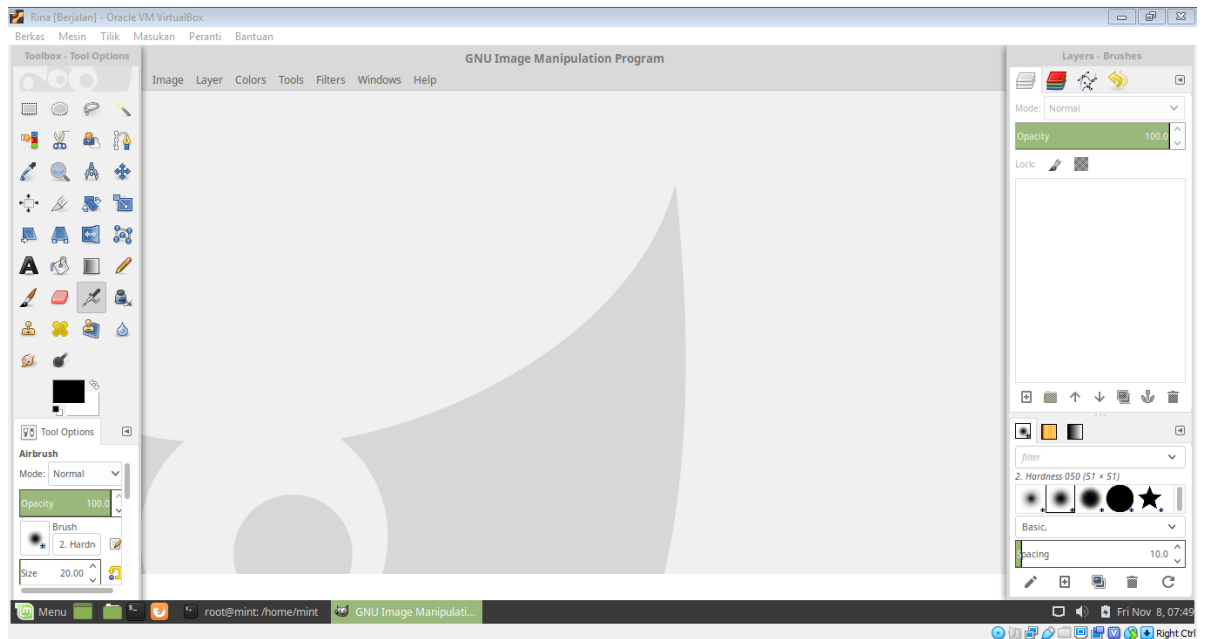 Rina [Berjalan] - Oracle VM VirtualBox
Berkas Mesin Tilik Masukan Peranti Bantuan
Toolbox - Tool Options
GNU Image Manipulation Program
Layers - Brushes
Image Layer Colors Tools Filters Windows Help
Mode: Normal
Opacity 100.0
Lock:
Tool Options
Airbrush
Mode: Normal
Opacity 100.0
Brush
2. Hardn
Size 20.00
filter
2. Hardness 050 (51 × 51)
Basic,
Spacing 10.0
Menu
root@mint: /home/mint
GNU Image Manipulati...
Fri Nov 8, 07:49
Right Ctrl